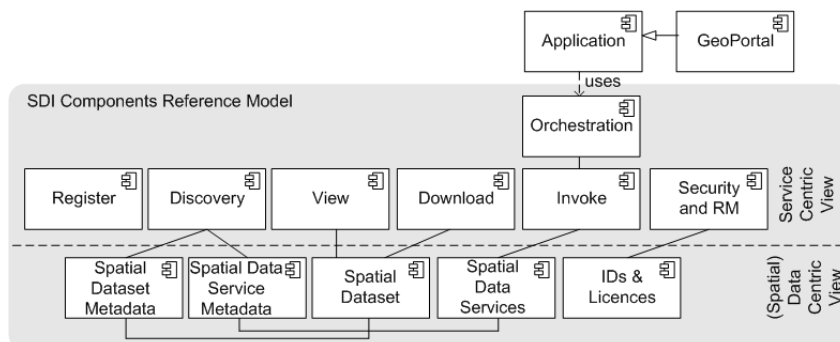 Application
GeoPortal
uses
SDI Components Reference Model
Orchestration
Register
Discovery
View
Download
Invoke
Security
and RM
Service
Centric
View
Spatial
Dataset
Metadata
Spatial Data
Service
Metadata
Spatial
Dataset
Spatial
Data
Services
IDs &
Licences
(Spatial)
Data
Centric
View